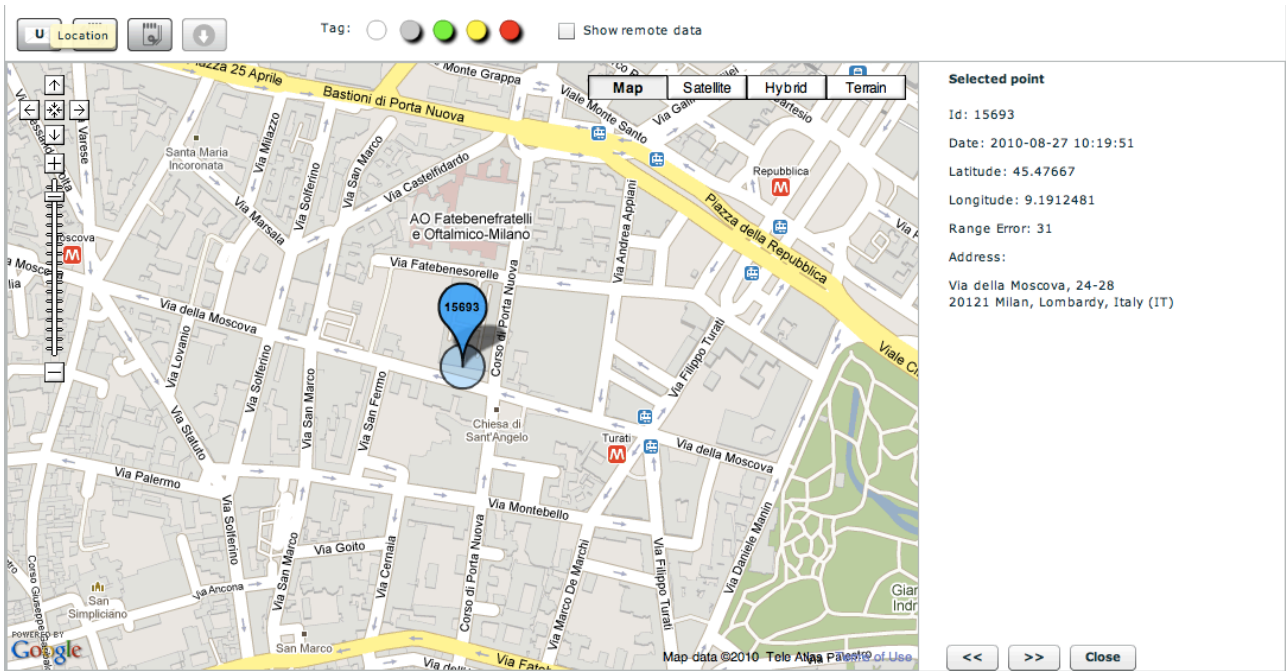 U
Location
Tag:
Show remote data
Map
Satellite
Hybrid
Terrain
Selected point
Id: 15693
Date: 2010-08-27 10:19:51
Latitude: 45.47667
Longitude: 9.1912481
Range Error: 31
Address:
Via della Moscova, 24-28
20121 Milan, Lombardy, Italy (IT)
25 Aprile
Bastioni di Porta Nuova
Monte Grappa
Viale Monte Santo
Varese
Santa Maria
Incoronata
Via Milazzo
Via Solferino
Via San Marco
Via Castelfidardo
Via Marsala
AO Fatebenefratelli
e Oftalmico-Milano
Via Andrea Appiani
Repubblica
M
Piazza della Repubblica
M
Via Fatebenesorelle
Corso di Porta Nuova
15693
Via della Moscova
Via Lovanio
Via Solferino
Via San Marco
Via San Fermo
Via Statuto
Via Filippo Turati
Chiesa di
Sant'Angelo
Turati
M
Via della Moscova
Via Palermo
Via Solferino
Via Montebello
Via Goito
Via San Marco
Via Cernaia
Corso di Porta Nuova
Via Marco De Marchi
Via Filippo Turati
Via Daniele Manin
Via Ancona
Corso Giuseppe
San
Simpliciano
San Marco
POWERED BY
Google
Map data ©2010 Tele Atlas
Terms of Use
<<
>>
Close